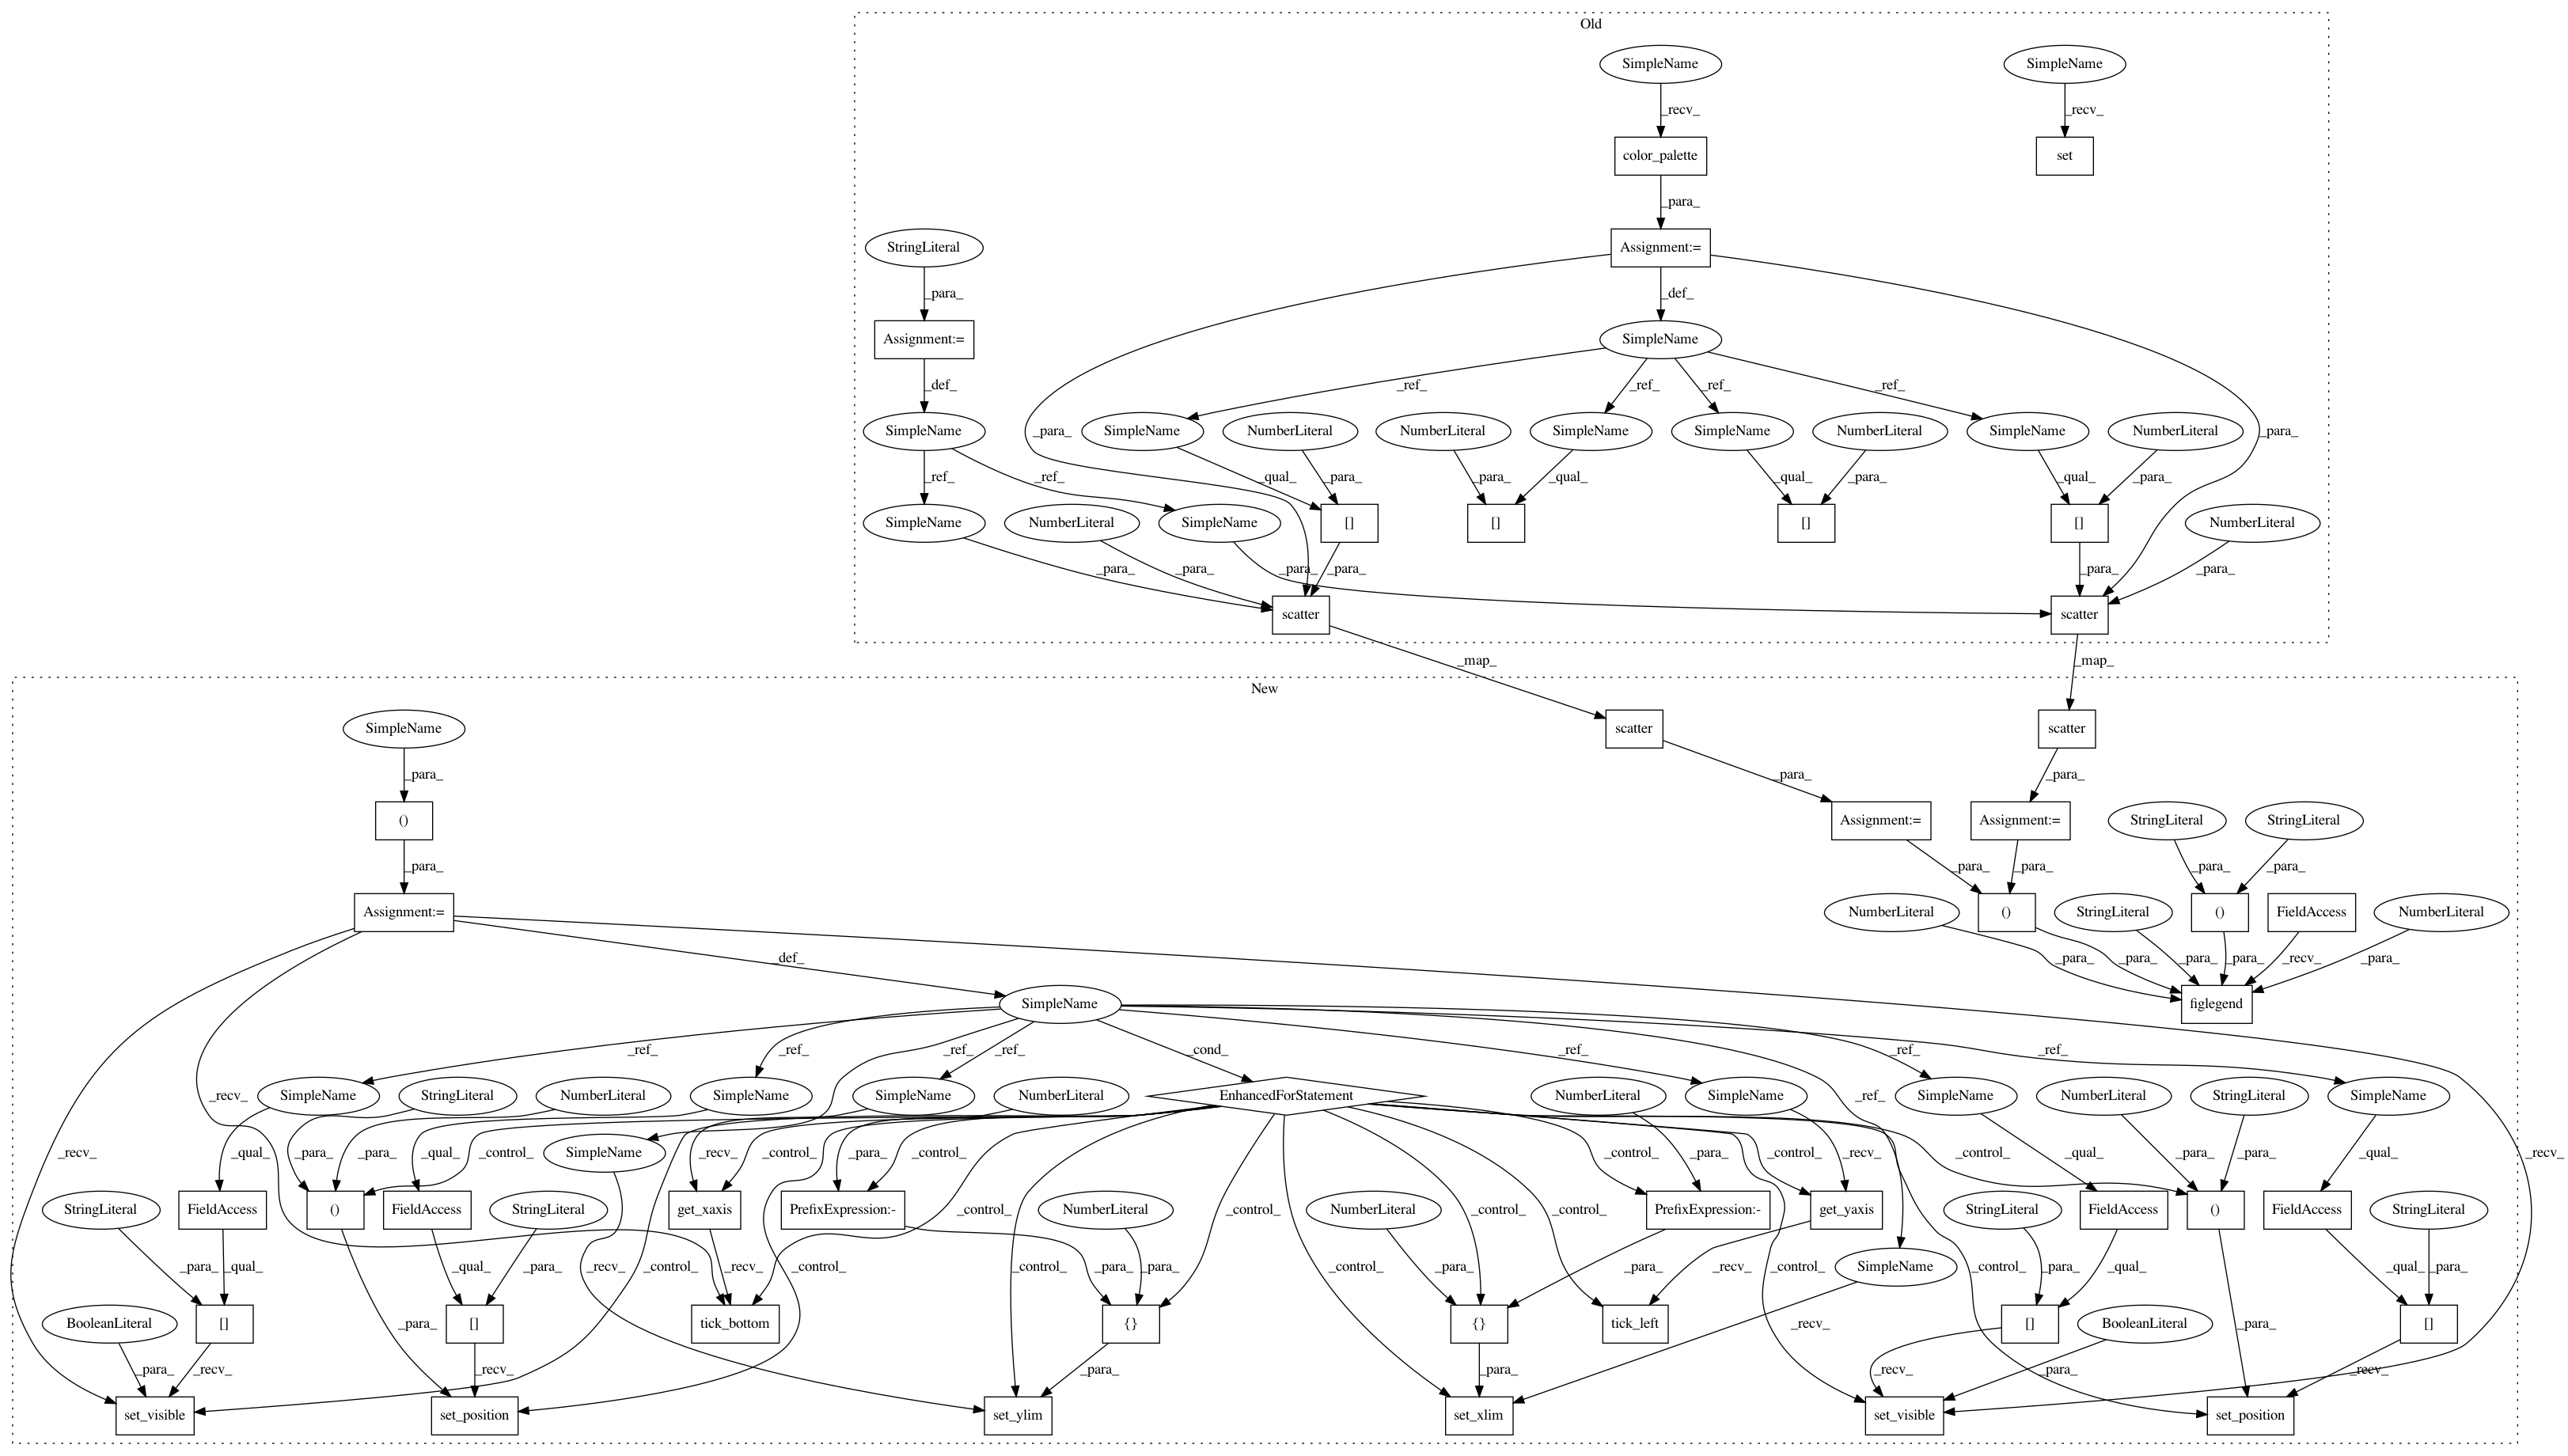 Old
SimpleName
SimpleName
_recv_
_recv_
color_palette
set
_para_
StringLiteral
Assignment:=
_para_
_def_
Assignment:=
SimpleName
_def_
_ref_
_ref_
_ref_
_ref_
SimpleName
SimpleName
NumberLiteral
NumberLiteral
SimpleName
SimpleName
NumberLiteral
SimpleName
NumberLiteral
_para_
_para_
_ref_
_ref_
_qual_
_para_
_para_
_qual_
_qual_
_para_
_qual_
_para_
SimpleName
NumberLiteral
SimpleName
[]
[]
[]
[]
NumberLiteral
_para_
_para_
_para_
_para_
_para_
_para_
scatter
scatter
_map_
_map_
New
SimpleName
scatter
scatter
_para_
_para_
_para_
()
Assignment:=
Assignment:=
StringLiteral
StringLiteral
_para_
_para_
_para_
_para_
_para_
Assignment:=
NumberLiteral
()
StringLiteral
()
FieldAccess
NumberLiteral
_def_
_para_
_para_
_para_
_para_
_recv_
_para_
SimpleName
figlegend
_ref_
_ref_
_ref_
_ref_
_cond_
_ref_
_ref_
_ref_
_recv_
SimpleName
StringLiteral
NumberLiteral
SimpleName
SimpleName
NumberLiteral
EnhancedForStatement
NumberLiteral
SimpleName
_ref_
SimpleName
NumberLiteral
StringLiteral
SimpleName
_recv_
_qual_
_para_
_para_
_qual_
_control_
SimpleName
_recv_
_control_
_para_
_control_
_control_
_para_
_control_
_recv_
_control_
_qual_
_para_
_para_
_qual_
_recv_
StringLiteral
FieldAccess
()
FieldAccess
StringLiteral
get_xaxis
PrefixExpression:-
NumberLiteral
NumberLiteral
PrefixExpression:-
get_yaxis
StringLiteral
FieldAccess
()
FieldAccess
StringLiteral
_control_
_control_
_control_
_para_
_qual_
_qual_
_para_
_recv_
_control_
_recv_
_control_
_control_
_para_
_para_
_control_
_para_
_para_
_recv_
_control_
SimpleName
_control_
_para_
_qual_
_qual_
_para_
BooleanLiteral
[]
[]
tick_bottom
{}
{}
tick_left
[]
BooleanLiteral
[]
_para_
_para_
_recv_
_recv_
_para_
_para_
_recv_
_recv_
_para_
_para_
_recv_
set_visible
set_position
set_ylim
set_xlim
set_visible
set_position